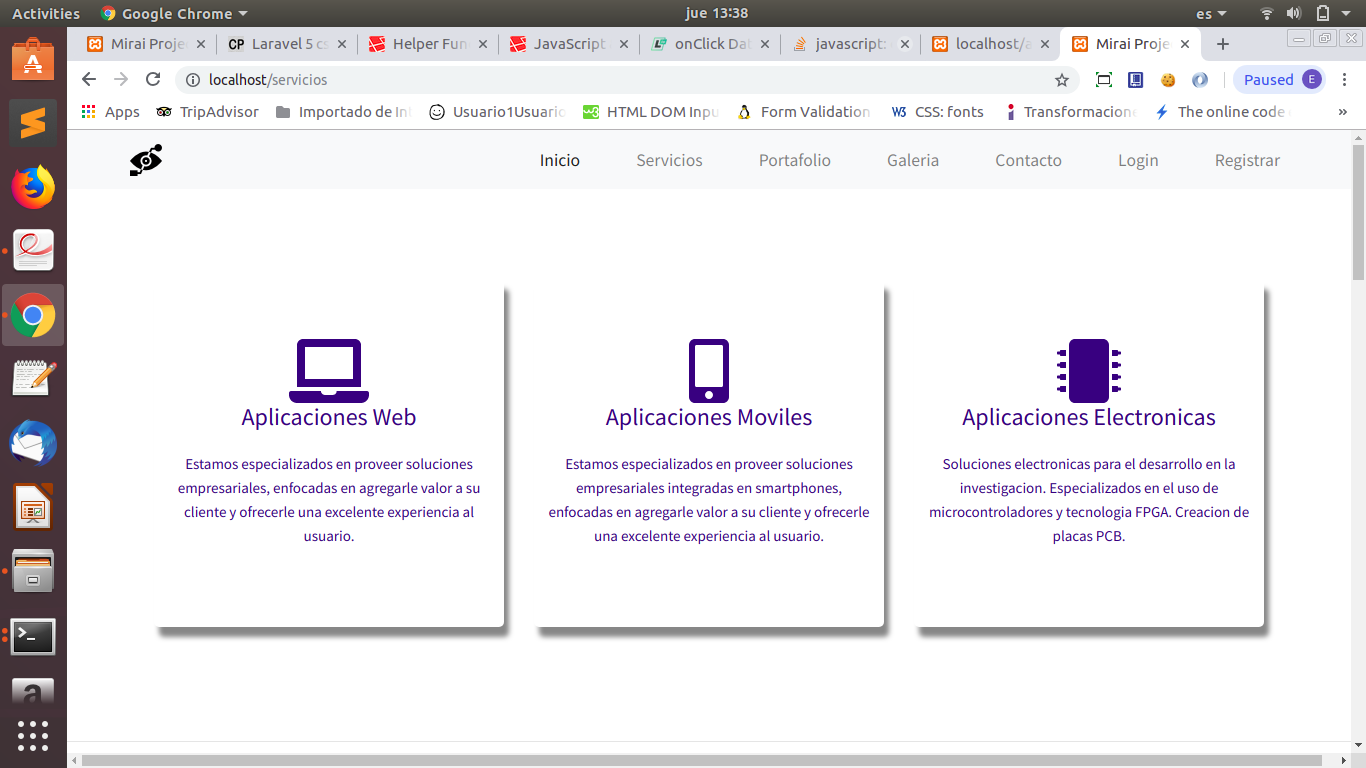 Activities
Google Chrome
jue 13:38
es
Mirai Proje
Laravel 5 cs
Helper Fun
JavaScript
onClick Dat
javascript:
localhost/a
Mirai Proje
localhost/servicios
Paused
E
Apps
TripAdvisor
Importado de In
Usuario1Usuario
HTML DOM Inpu
Form Validation
W3
CSS: fonts
Transformacione
The online code
»
Inicio
Servicios
Portafolio
Galeria
Contacto
Login
Registrar
Aplicaciones Web
Estamos especializados en proveer soluciones
empresariales, enfocadas en agregarle valor a su
cliente y ofrecerle una excelente experiencia al
usuario.
Aplicaciones Moviles
Estamos especializados en proveer soluciones
empresariales integradas en smartphones,
enfocadas en agregarle valor a su cliente y ofrecerle
una excelente experiencia al usuario.
Aplicaciones Electronicas
Soluciones electronicas para el desarrollo en la
investigacion. Especializados en el uso de
microcontroladores y tecnologia FPGA. Creacion de
placas PCB.